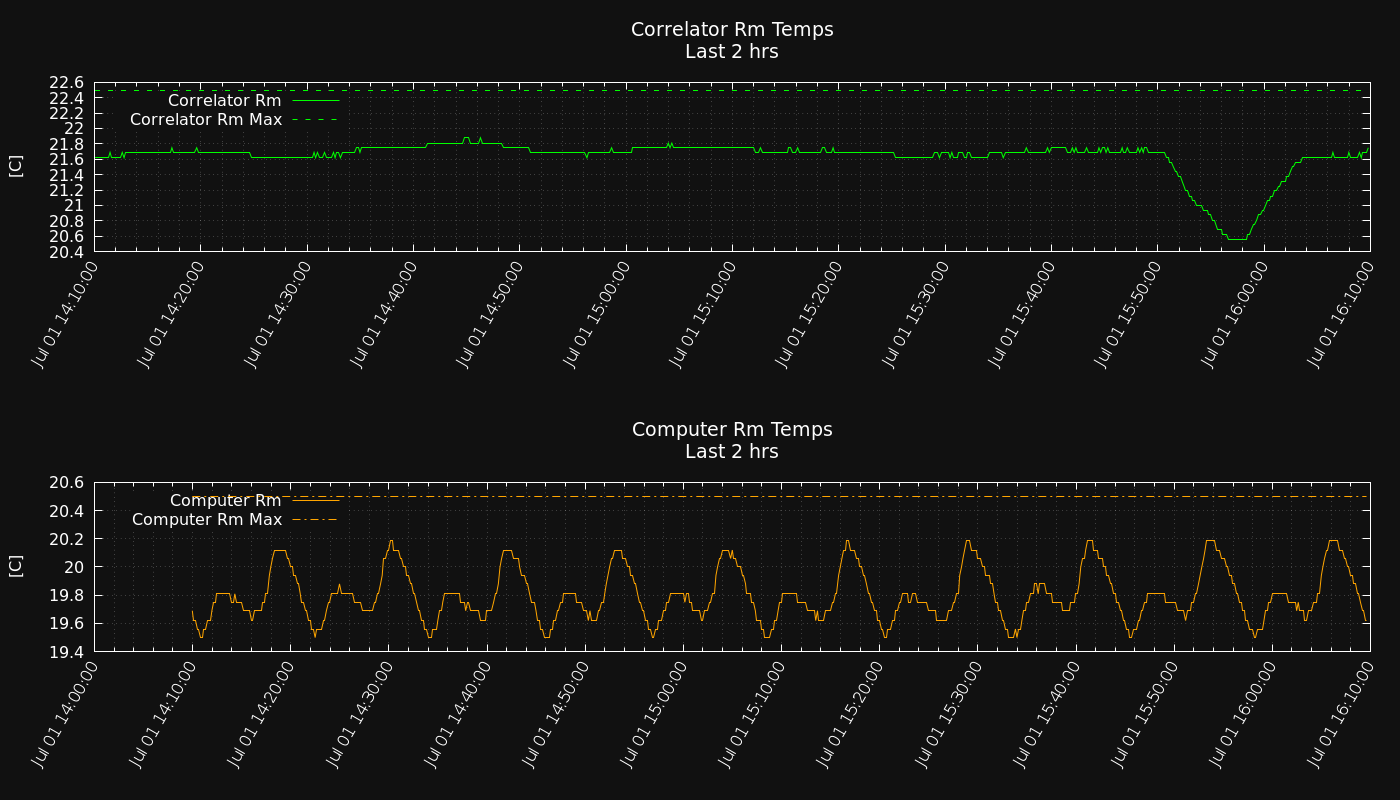 Correlator Rm Temps
Last 2 hrs
22.6
22.4
22.2
22
21.8
21.6
21.4
21.2
21
20.8
20.6
20.4
[C]
Correlator Rm
Correlator Rm Max
Jul 01 14:10:00
Jul 01 14:20:00
Jul 01 14:30:00
Jul 01 14:40:00
Jul 01 14:50:00
Jul 01 15:00:00
Jul 01 15:10:00
Jul 01 15:20:00
Jul 01 15:30:00
Jul 01 15:40:00
Jul 01 15:50:00
Jul 01 16:00:00
Jul 01 16:10:00
Computer Rm Temps
Last 2 hrs
20.6
20.4
20.2
20
19.8
19.6
19.4
[C]
Computer Rm
Computer Rm Max
Jul 01 14:00:00
Jul 01 14:10:00
Jul 01 14:20:00
Jul 01 14:30:00
Jul 01 14:40:00
Jul 01 14:50:00
Jul 01 15:00:00
Jul 01 15:10:00
Jul 01 15:20:00
Jul 01 15:30:00
Jul 01 15:40:00
Jul 01 15:50:00
Jul 01 16:00:00
Jul 01 16:10:00